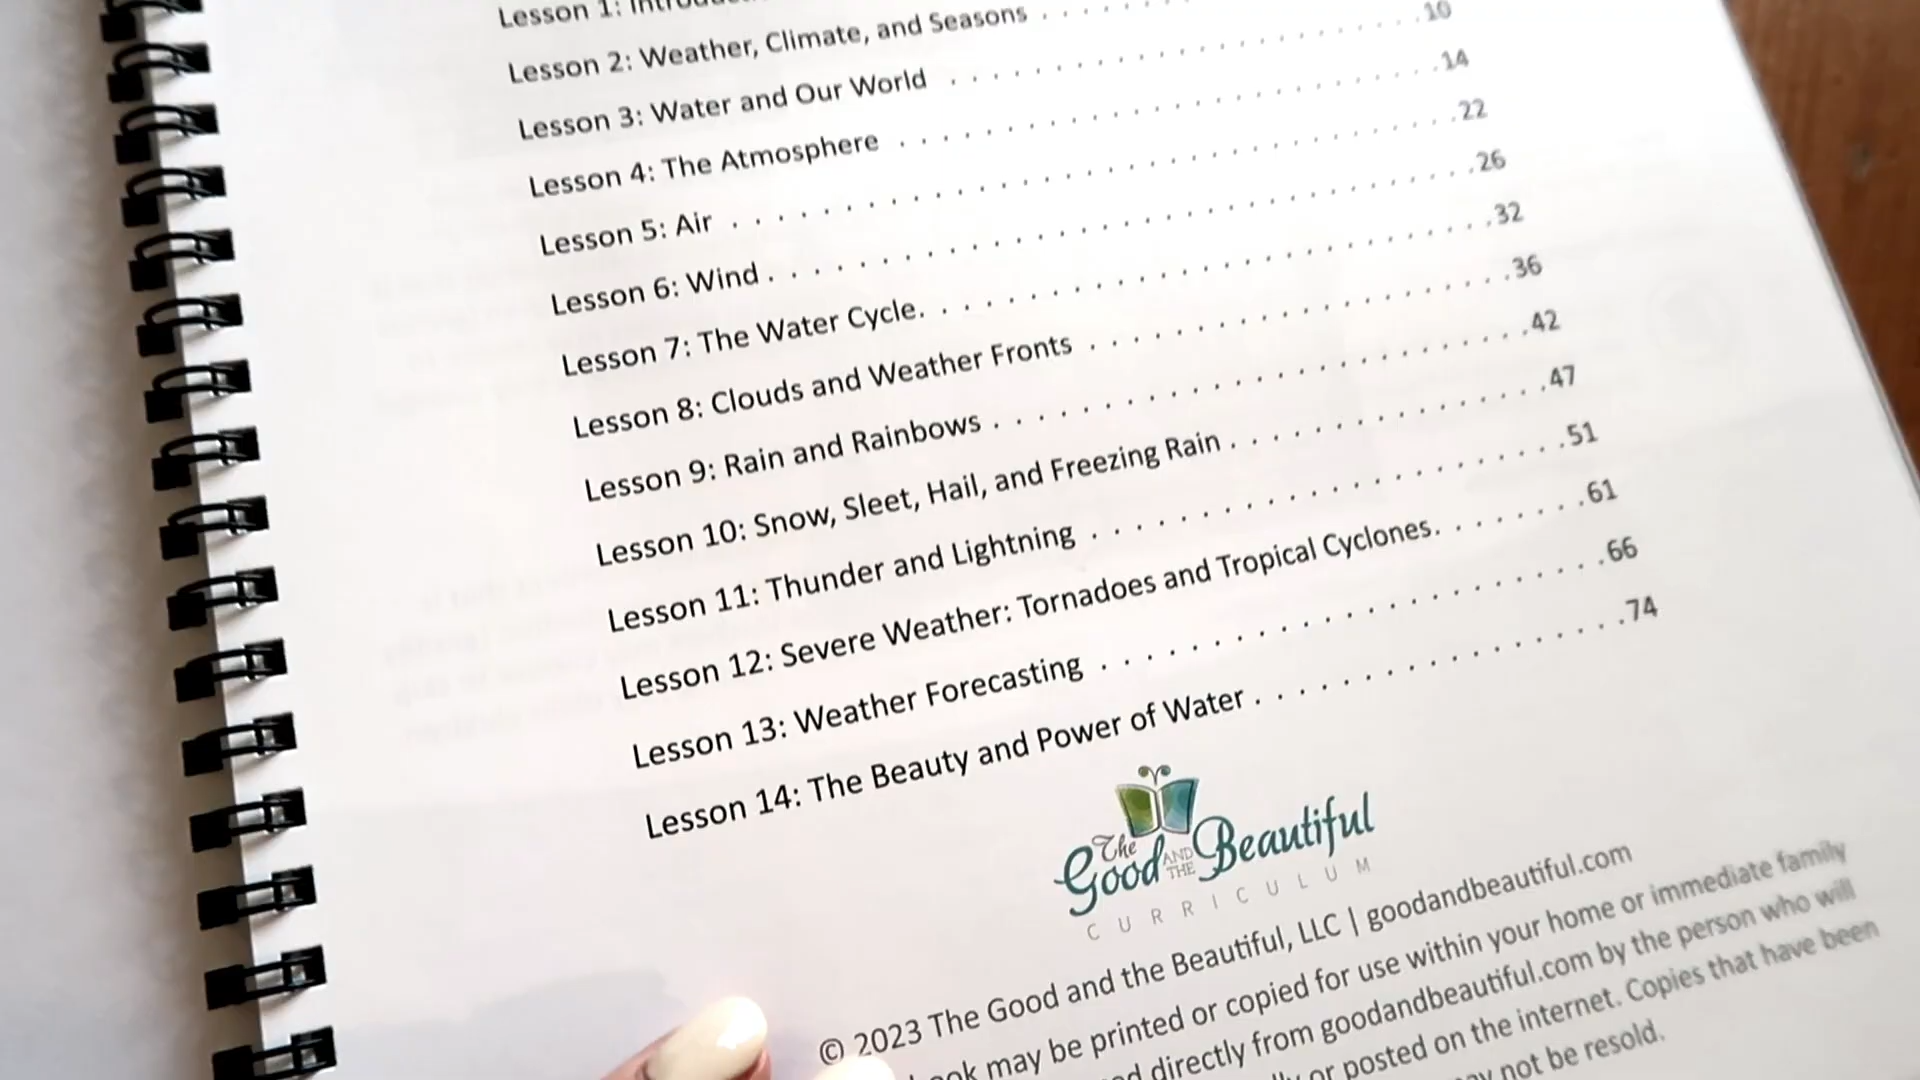 Lesson 1:
Lesson 2: Weather, Climate, and Seasons . . . . . . .
Lesson 3: Water and Our World . . . . . . . . . . . . . . . . . . . . . .10
Lesson 4: The Atmosphere . . . . . . . . . . . . . . . . . . . . . . . . .14
Lesson 5: Air . . . . . . . . . . . . . . . . . . . . . . . . . . . . . . . . .22
Lesson 6: Wind . . . . . . . . . . . . . . . . . . . . . . . . . . . . . . . .26
Lesson 7: The Water Cycle. . . . . . . . . . . . . . . . . . . . . . . . . .32
Lesson 8: Clouds and Weather Fronts . . . . . . . . . . . . . . . . . . .36
Lesson 9: Rain and Rainbows . . . . . . . . . . . . . . . . . . . . . . . .42
Lesson 10: Snow, Sleet, Hail, and Freezing Rain . . . . . . . . . . . . . .47
Lesson 11: Thunder and Lightning . . . . . . . . . . . . . . . . . . . . .51
Lesson 12: Severe Weather: Tornadoes and Tropical Cyclones. . . . . . . .61
Lesson 13: Weather Forecasting . . . . . . . . . . . . . . . . . . . . . . .66
Lesson 14: The Beauty and Power of Water . . . . . . . . . . . . . . . . .74
The Good AND THE Beautiful
CURRICULUM
© 2023 The Good and the Beautiful, LLC | goodandbeautiful.com
may be printed or copied for use within your home or immediate family
directly from goodandbeautiful.com by the person who will
or posted on the internet. Copies that have been
not be resold.